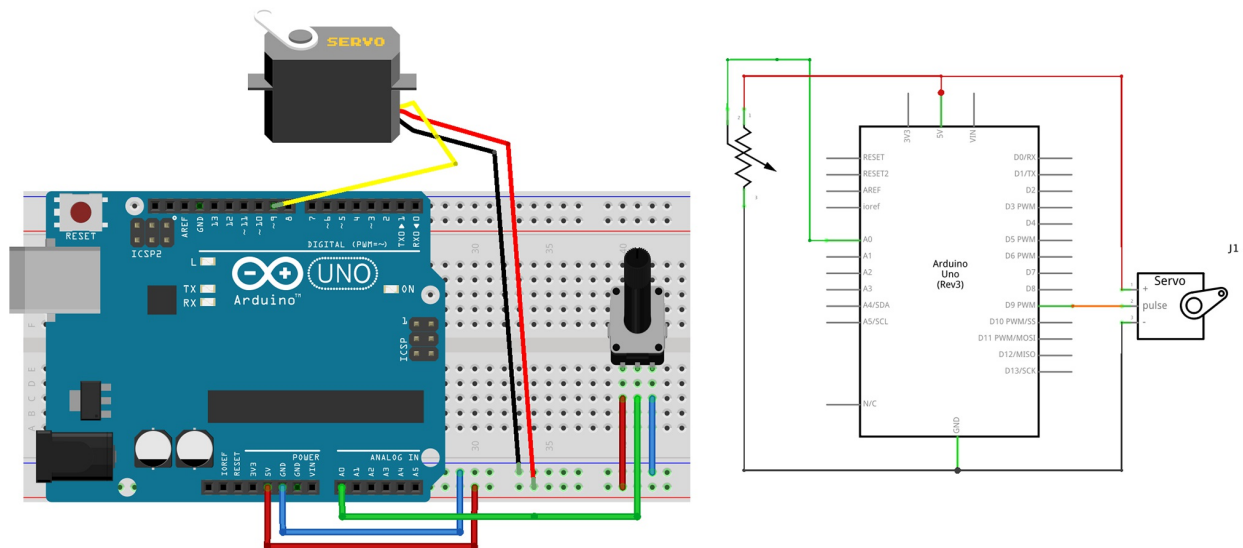 SERVO
RESET
ICSP2
AREF
GND
13
12
~11
~10
~9
8
7
~6
~5
~4
~3
2
TX0▶1
RX0◀0
DIGITAL (PWM=~)
L
TX
RX
Arduino™
UNO
ON
1
ICSP
30
35
40
F
E
D
C
B
A
30
35
POWER
ANALOG IN
IOREF
RESET
3V3
5V
GND
GND
VIN
A0
A1
A2
A3
A4
A5
3V3
5V
VIN
RESET
RESET2
AREF
ioref
A0
A1
A2
A3
A4/SDA
A5/SCL
N/C
Arduino
Uno
(Rev3)
D0/RX
D1/TX
D2
D3 PWM
D4
D5 PWM
D6 PWM
D7
D8
D9 PWM
D10 PWM/SS
D11 PWM/MOSI
D12/MISO
D13/SCK
GND
J1
Servo
+
pulse
-
1
2
3